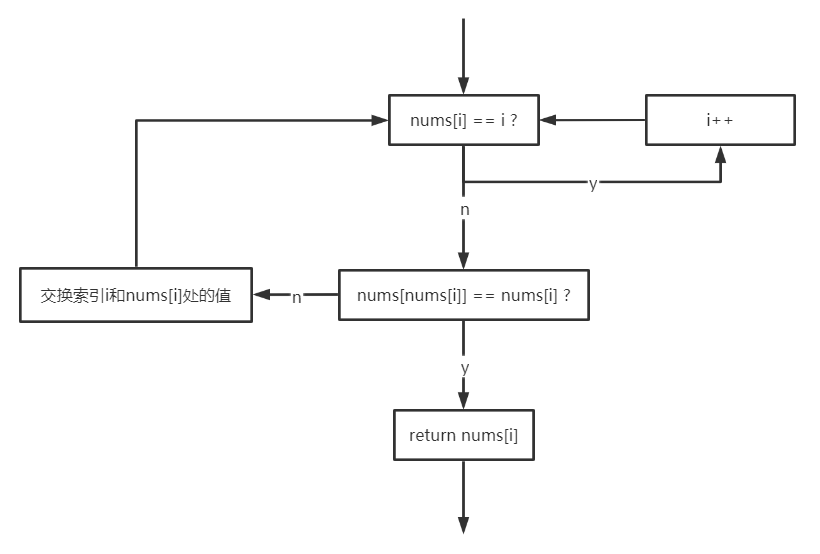 nums[i] == i ?
i++
y
n
交换索引i和nums[i]处的值
n
nums[nums[i]] == nums[i] ?
y
return nums[i]